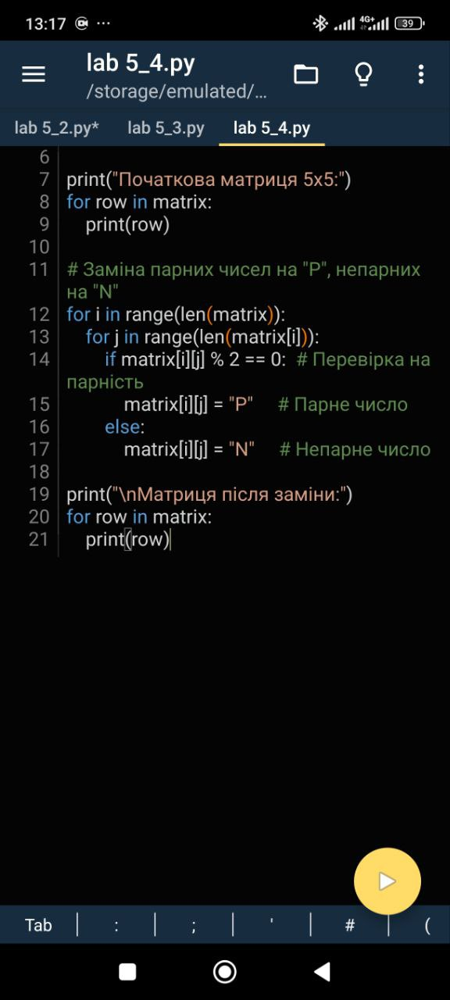 13:17 ...
4G+
39
lab 5_4.py
/storage/emulated/...
lab 5_2.py* lab 5_3.py lab 5_4.py
6
7 print("Початкова матриця 5x5:")
8 for row in matrix:
9 print(row)
10
11 # Заміна парних чисел на "P", непарних
на "N"
12 for i in range(len(matrix)):
13 for j in range(len(matrix[i])):
14 if matrix[i][j] % 2 == 0: # Перевірка на
парність
15 matrix[i][j] = "P" # Парне число
16 else:
17 matrix[i][j] = "N" # Непарне число
18
19 print("\nМатриця після заміни:")
20 for row in matrix:
21 print(row)
Tab : ; ' # (